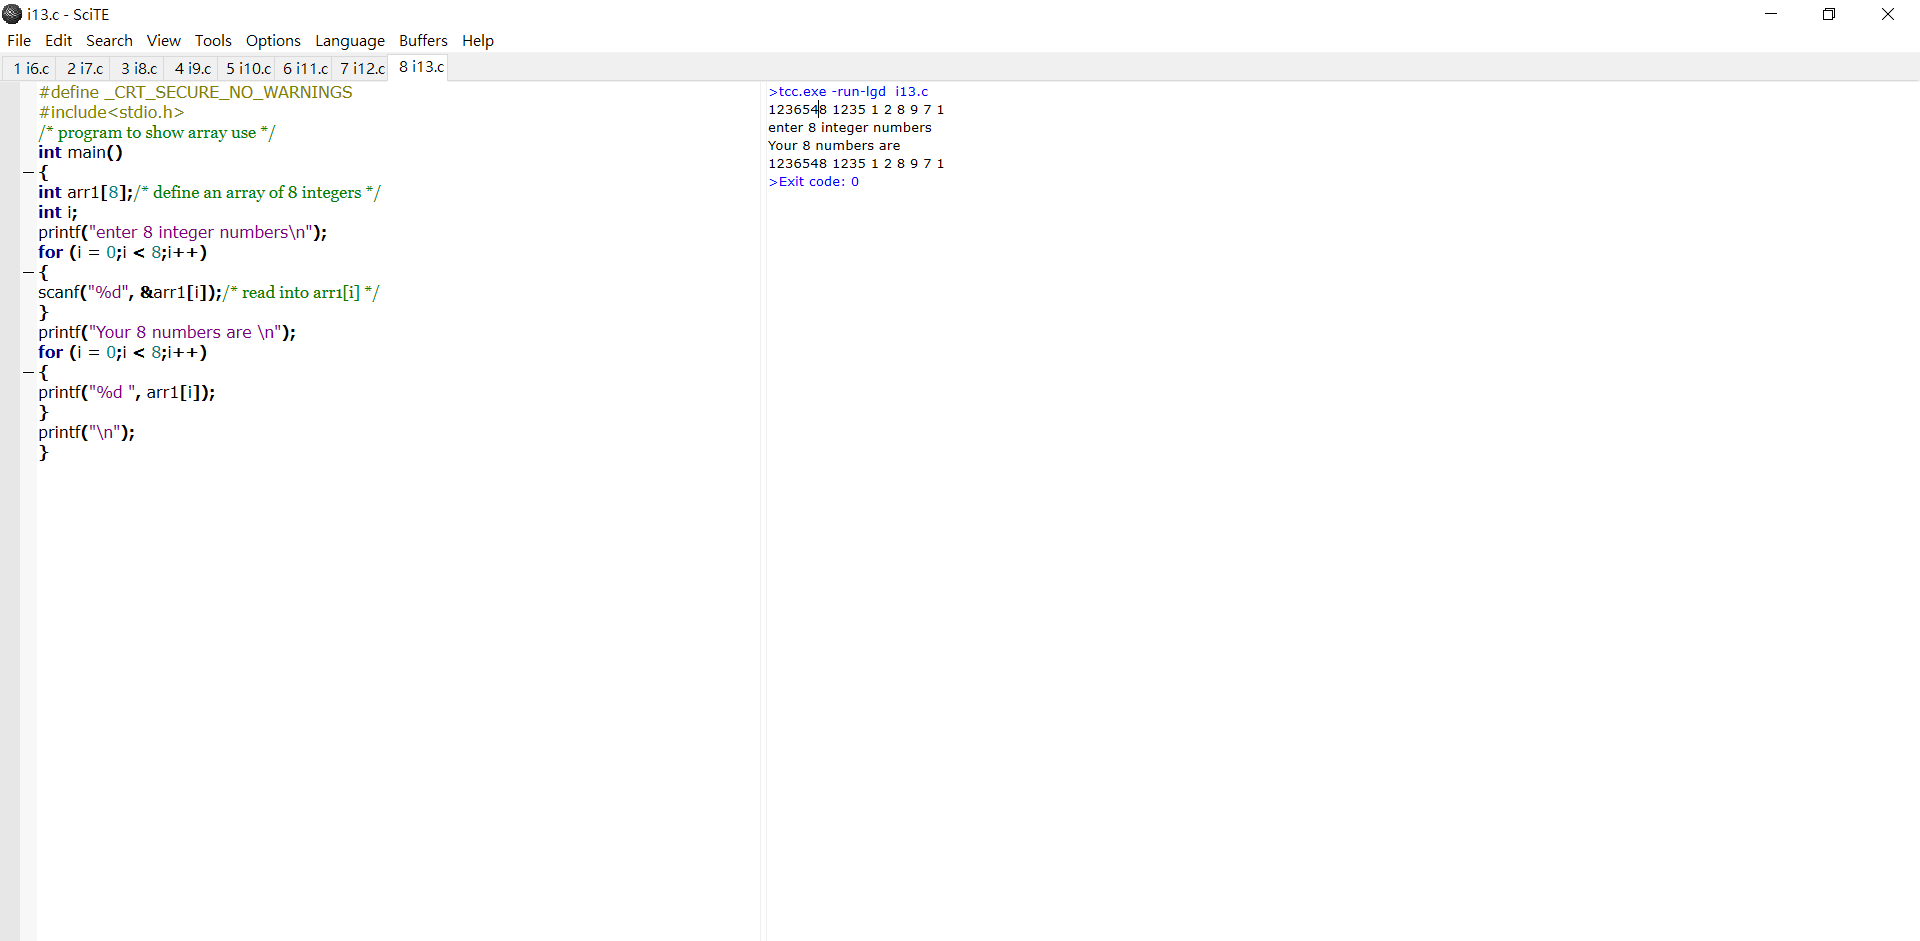 i13.c - SciTE
File Edit Search View Tools Options Language Buffers Help
1 i6.c 2 i7.c 3 i8.c 4 i9.c 5 i10.c 6 i11.c 7 i12.c 8 i13.c
#define _CRT_SECURE_NO_WARNINGS
#include<stdio.h>
/* program to show array use */
int main()
{
int arr1[8];/* define an array of 8 integers */
int i;
printf("enter 8 integer numbers\n");
for (i = 0;i < 8;i++)
{
scanf("%d", &arr1[i]);/* read into arr1[i] */
}
printf("Your 8 numbers are \n");
for (i = 0;i < 8;i++)
{
printf("%d ", arr1[i]);
}
printf("\n");
}
>tcc.exe -run-lgd  i13.c
1236548 1235 1 2 8 9 7 1
enter 8 integer numbers
Your 8 numbers are
1236548 1235 1 2 8 9 7 1
>Exit code: 0